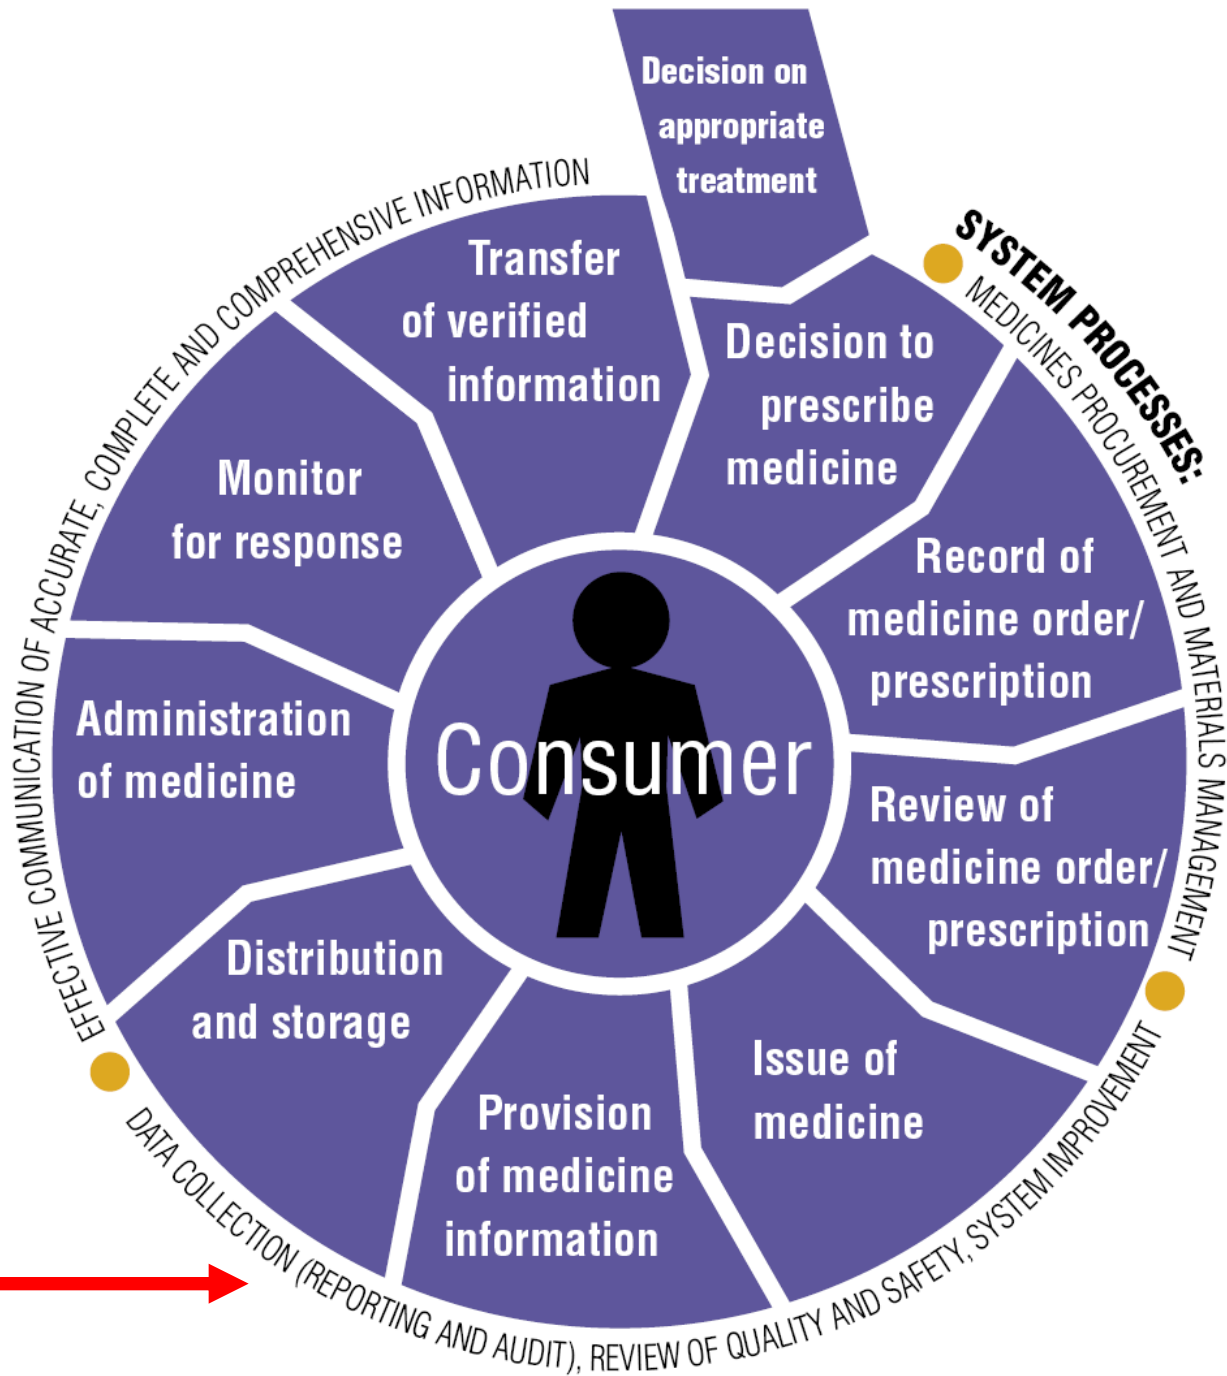 Decision on
appropriate
treatment
Decision to
prescribe
medicine
Record of
medicine order/
prescription
Review of
medicine order/
prescription
Issue of
medicine
Provision
of medicine
information
Distribution
and storage
Administration
of medicine
Monitor
for response
Transfer
of verified
information
Consumer
SYSTEM PROCESSES:
MEDICINES PROCUREMENT AND MATERIALS MANAGEMENT
DATA COLLECTION (REPORTING AND AUDIT), REVIEW OF QUALITY AND SAFETY, SYSTEM IMPROVEMENT
EFFECTIVE COMMUNICATION OF ACCURATE, COMPLETE AND COMPREHENSIVE INFORMATION